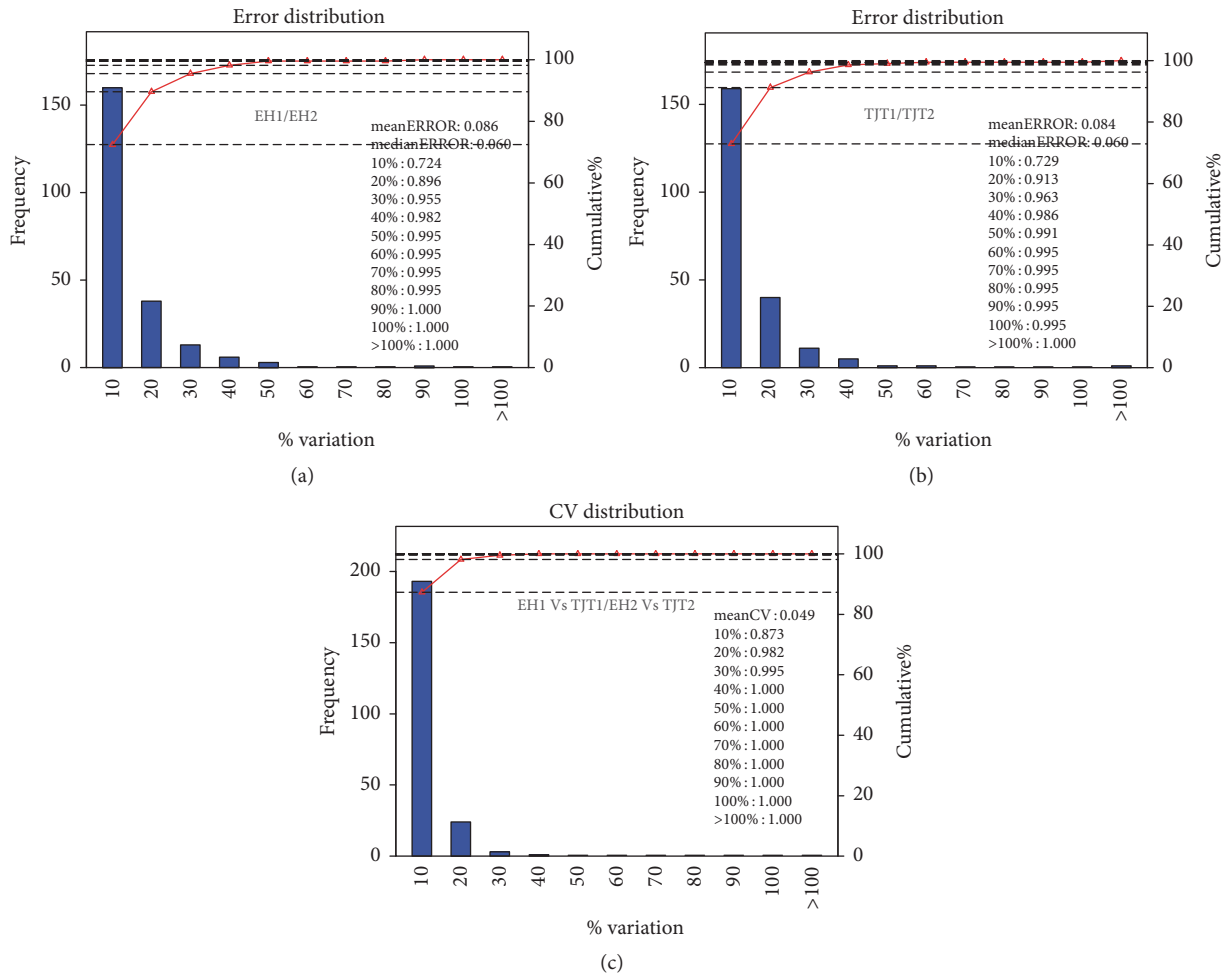 Error distribution
150
100
50
0
Frequency
EH1/EH2
meanERROR: 0.086
medianERROR: 0.060
10% : 0.724
20% : 0.896
30% : 0.955
40% : 0.982
50% : 0.995
60% : 0.995
70% : 0.995
80% : 0.995
90% : 1.000
100% : 1.000
>100% : 1.000
100
80
60
40
20
0
Cumulative%
10
20
30
40
50
60
70
80
90
100
>100
% variation
(a)
Error distribution
150
100
50
0
Frequency
TJT1/TJT2
meanERROR: 0.084
medianERROR: 0.060
10% : 0.729
20% : 0.913
30% : 0.963
40% : 0.986
50% : 0.991
60% : 0.995
70% : 0.995
80% : 0.995
90% : 0.995
100% : 0.995
>100% : 1.000
100
80
60
40
20
0
Cumulative%
10
20
30
40
50
60
70
80
90
100
>100
% variation
(b)
CV distribution
200
150
100
50
0
Frequency
EH1 Vs TJT1/EH2 Vs TJT2
meanCV : 0.049
10% : 0.873
20% : 0.982
30% : 0.995
40% : 1.000
50% : 1.000
60% : 1.000
70% : 1.000
80% : 1.000
90% : 1.000
100% : 1.000
>100% : 1.000
100
80
60
40
20
0
Cumulative%
10
20
30
40
50
60
70
80
90
100
>100
% variation
(c)